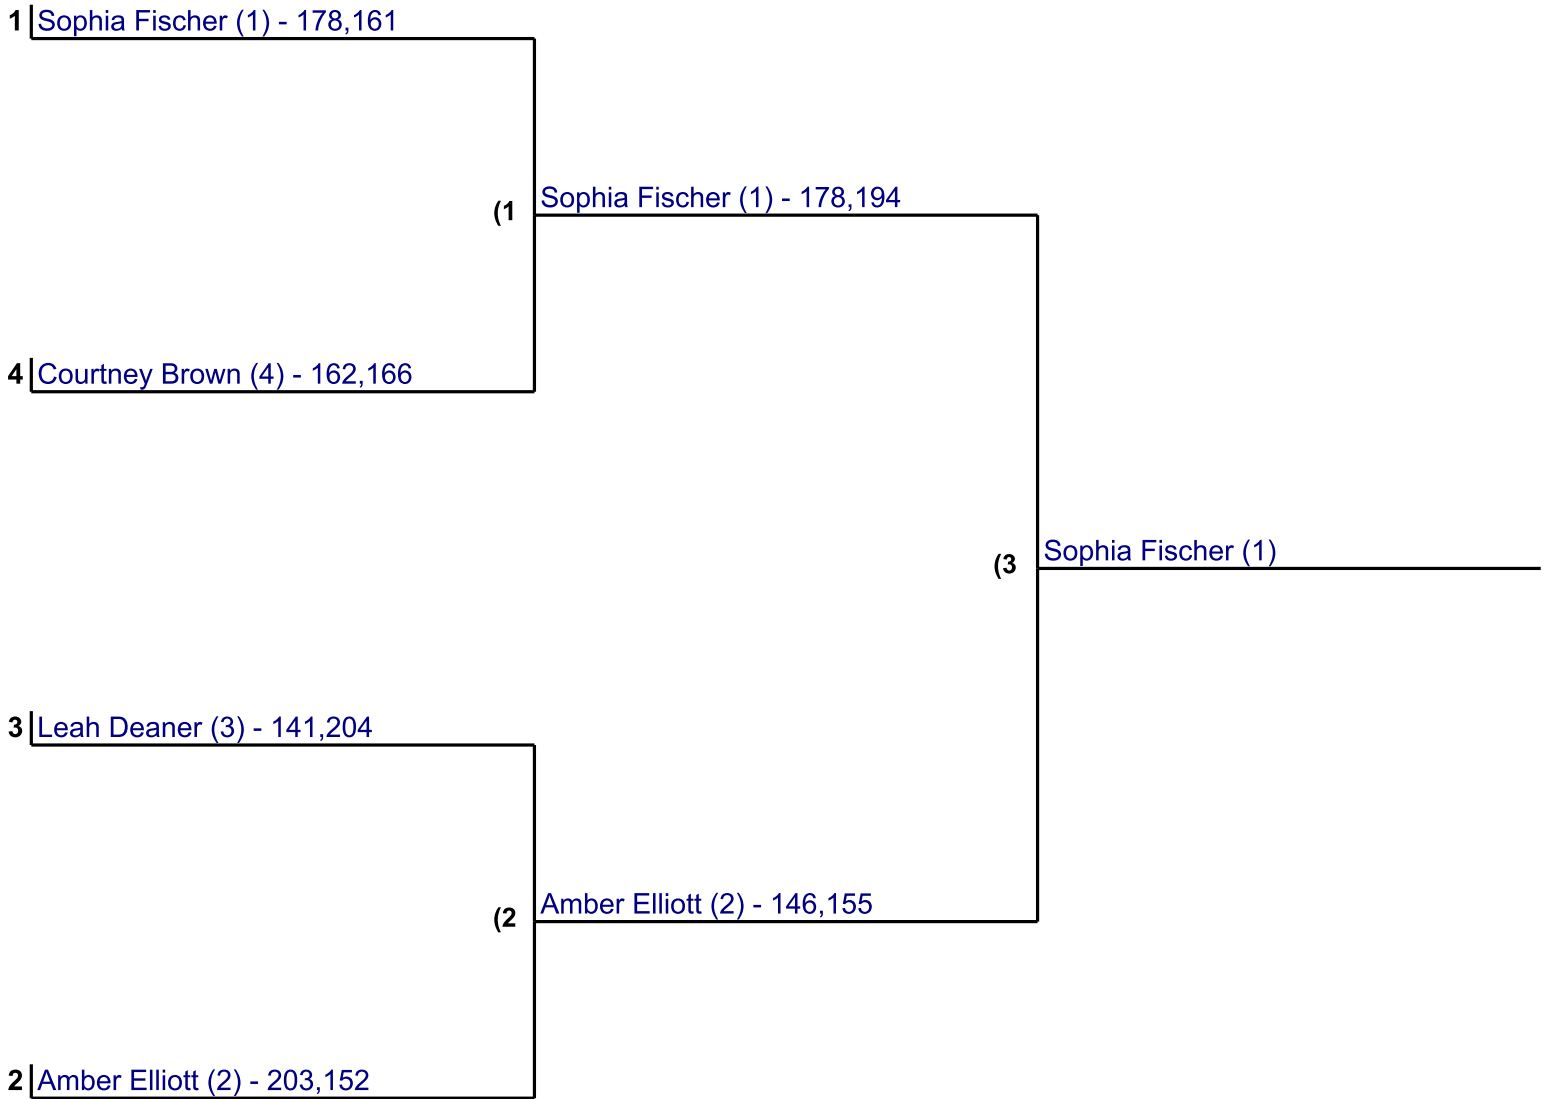 1 Sophia Fischer (1) - 178,161
(1 Sophia Fischer (1) - 178,194
4 Courtney Brown (4) - 162,166
(3 Sophia Fischer (1)
3 Leah Deaner (3) - 141,204
(2 Amber Elliott (2) - 146,155
2 Amber Elliott (2) - 203,152